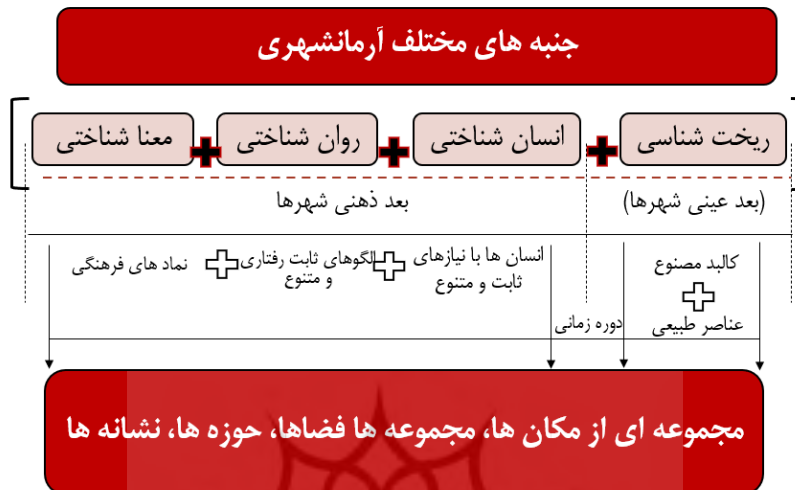 جنبه های مختلف آرمانشهری
ریخت شناسی
انسان شناختی
روان شناختی
معنا شناختی
(بعد عینی شهرها)
بعد ذهنی شهرها
کالبد مصنوع
عناصر طبیعی
دوره زمانی
انسان ها با نیازهای
ثابت و متنوع
الگوهای ثابت رفتاری
و متنوع
نماد های فرهنگی
مجموعه ای از مکان ها، مجموعه ها فضاها، حوزه ها، نشانه ها